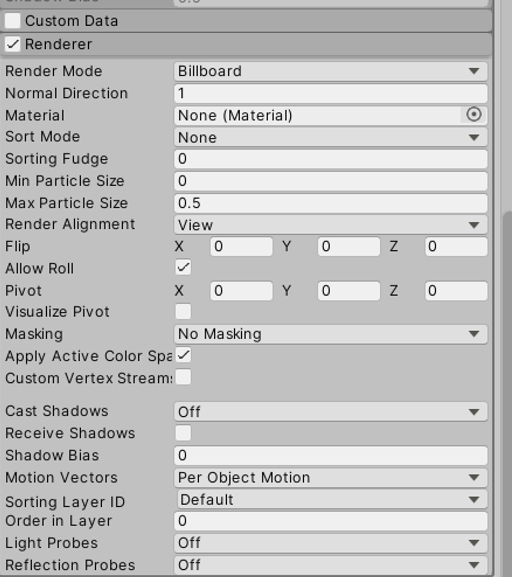 Custom Data
Renderer
Render Mode Billboard
Normal Direction 1
Material None (Material)
Sort Mode None
Sorting Fudge 0
Min Particle Size 0
Max Particle Size 0.5
Render Alignment View
Flip X 0 Y 0 Z 0
Allow Roll
Pivot X 0 Y 0 Z 0
Visualize Pivot
Masking No Masking
Apply Active Color Spa
Custom Vertex Streams
Cast Shadows Off
Receive Shadows
Shadow Bias 0
Motion Vectors Per Object Motion
Sorting Layer ID Default
Order in Layer 0
Light Probes Off
Reflection Probes Off